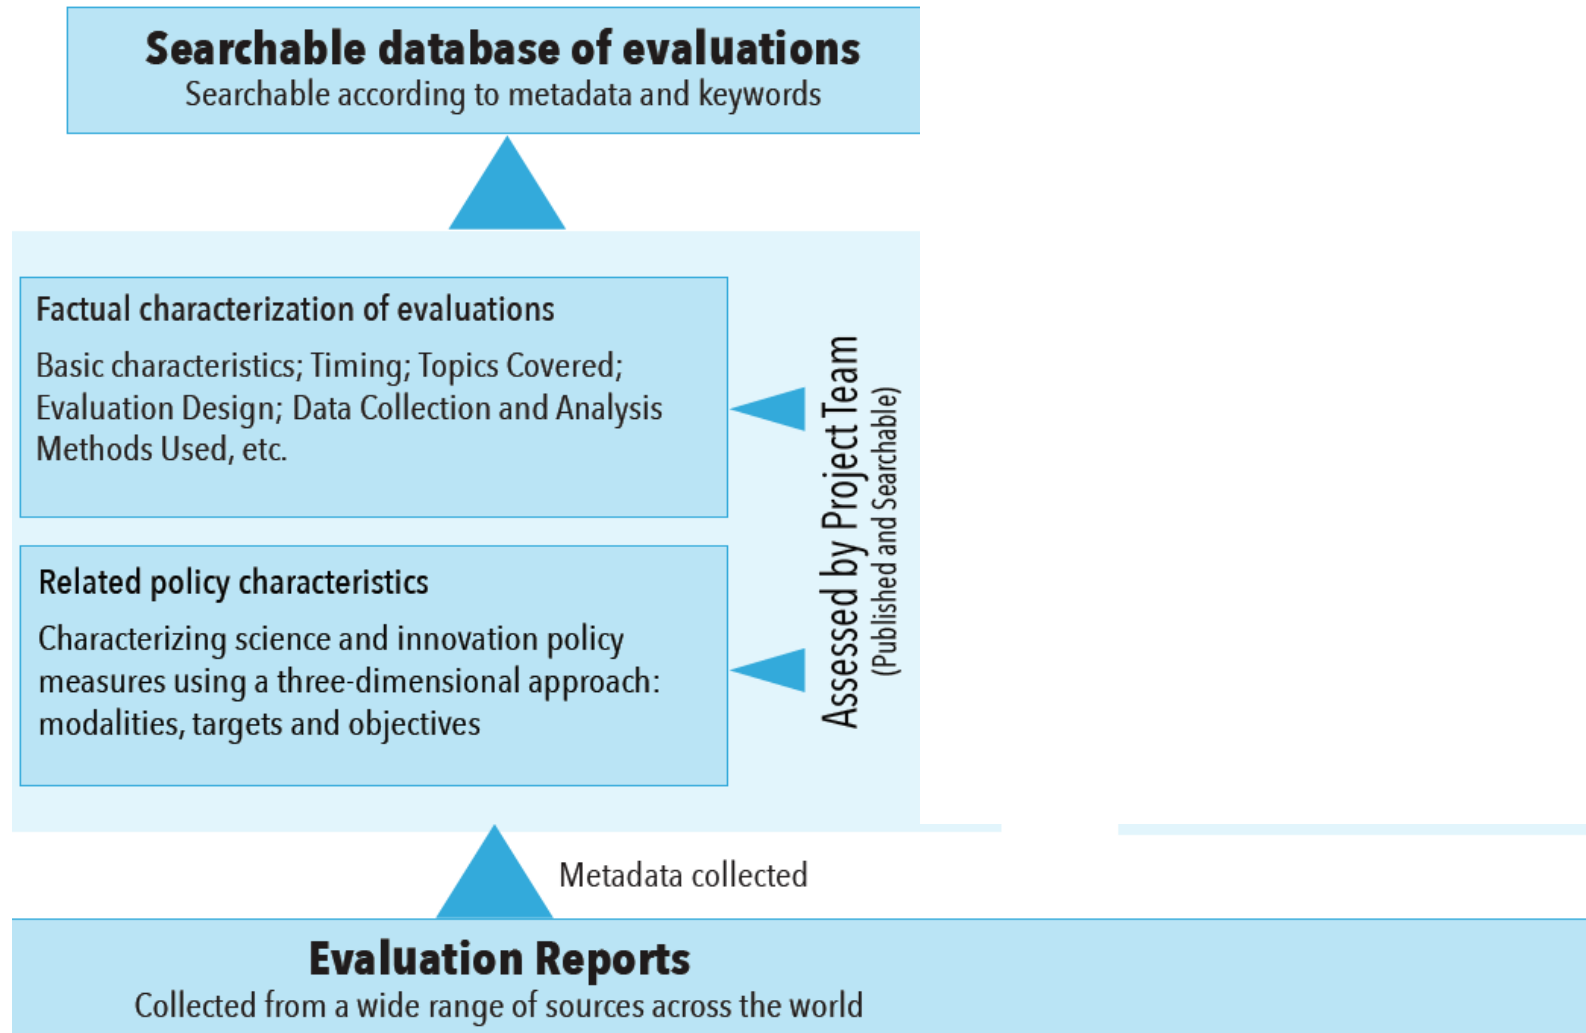 Searchable database of evaluations
Searchable according to metadata and keywords
Factual characterization of evaluations
Basic characteristics; Timing; Topics Covered;
Evaluation Design; Data Collection and Analysis
Methods Used, etc.
Related policy characteristics
Characterizing science and innovation policy
measures using a three-dimensional approach:
modalities, targets and objectives
Assessed by Project Team
(Published and Searchable)
Metadata collected
Evaluation Reports
Collected from a wide range of sources across the world